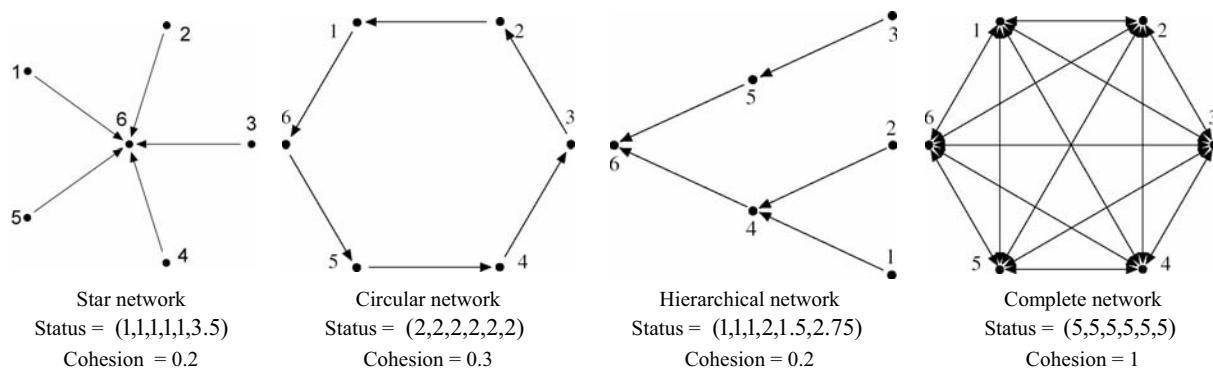 1
2
3
4
5
6
1
2
3
4
5
6
1
2
3
4
5
6
1
2
3
4
5
6
Star network
Status = (1,1,1,1,1,3.5)
Cohesion = 0.2
Circular network
Status = (2,2,2,2,2,2)
Cohesion = 0.3
Hierarchical network
Status = (1,1,1,2,1.5,2.75)
Cohesion = 0.2
Complete network
Status = (5,5,5,5,5,5)
Cohesion = 1